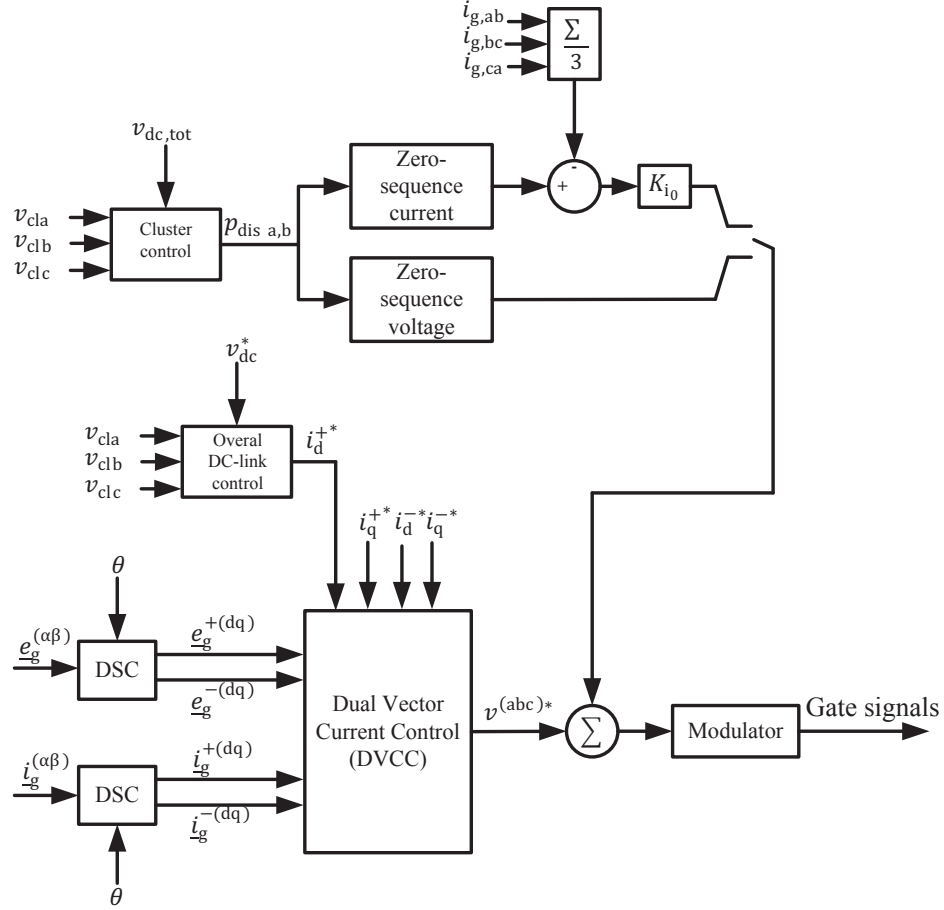 i_g,ab
i_g,bc
i_g,ca
Σ
3
v_dc,tot
Zero-
sequence
current
-
+
K_i₀
v_cla
v_clb
v_clc
Cluster
control
p_dis a,b
Zero-
sequence
voltage
v_dc^*
v_cla
v_clb
v_clc
Overal
DC-link
control
i_d^+*
i_q^+* i_d^-* i_q^-*
θ
e_g^(αβ)
DSC
e_g^+(dq)
e_g^-(dq)
Dual Vector
Current Control
(DVCC)
v^(abc)*
Σ
Modulator
Gate signals
i_g^(αβ)
DSC
i_g^+(dq)
i_g^-(dq)
θ